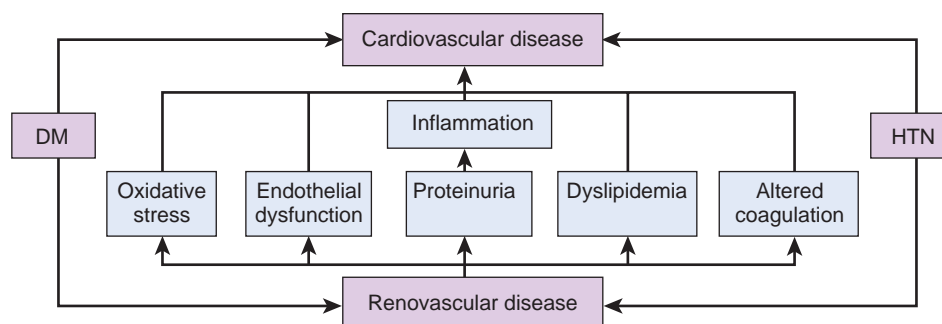 Cardiovascular disease
DM
Inflammation
HTN
Oxidative
stress
Endothelial
dysfunction
Proteinuria
Dyslipidemia
Altered
coagulation
Renovascular disease